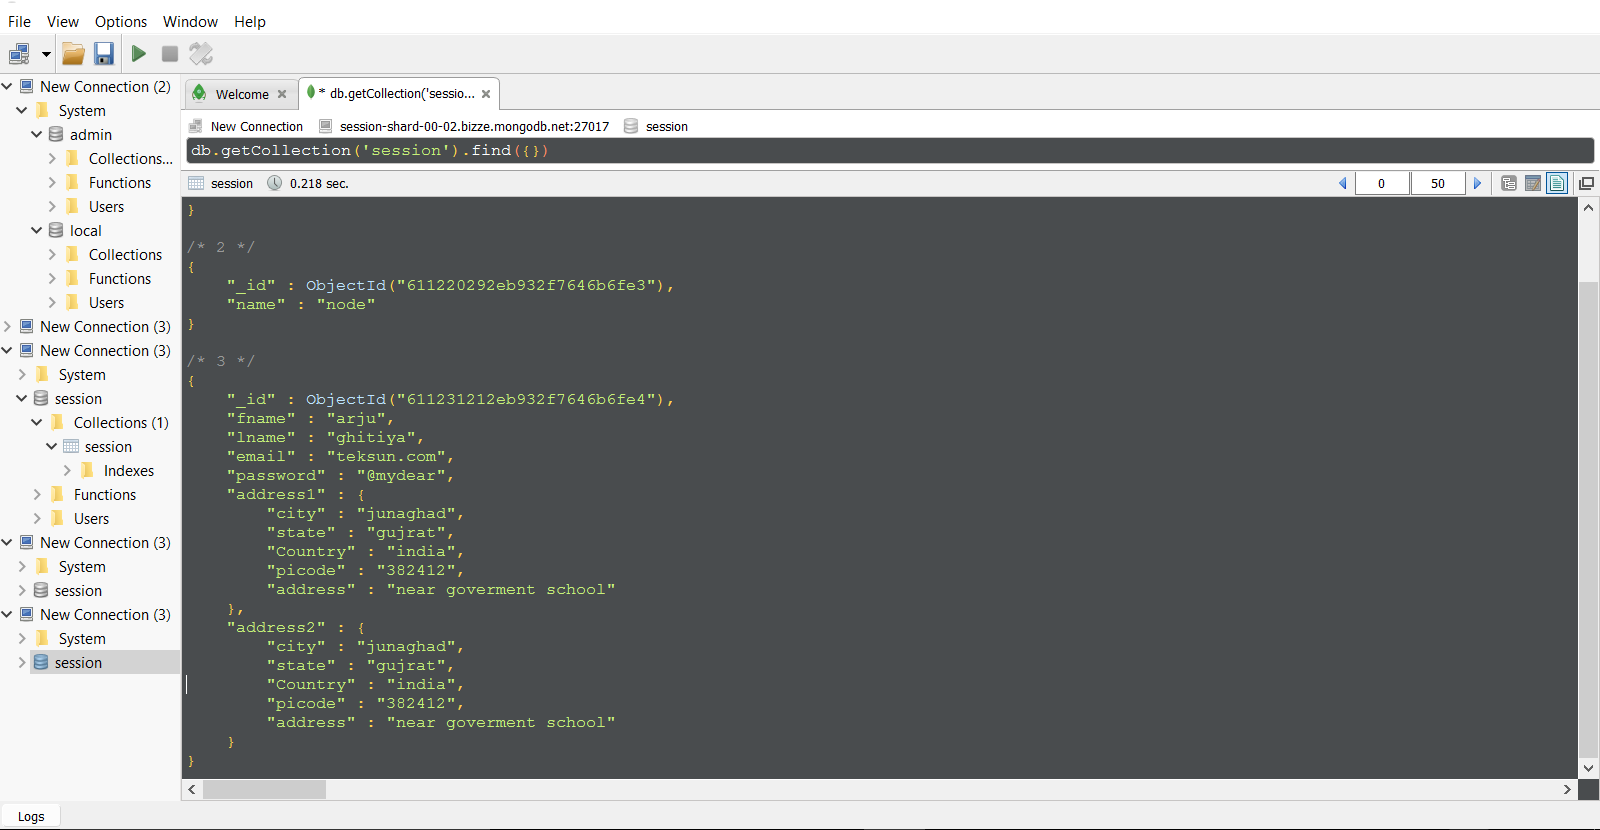 File View Options Window Help
New Connection (2)
System
admin
Collections...
Functions
Users
local
Collections
Functions
Users
New Connection (3)
New Connection (3)
System
session
Collections (1)
session
Indexes
Functions
Users
New Connection (3)
System
session
New Connection (3)
System
session
Welcome
* db.getCollection('sessio...
New Connection session-shard-00-02.bizze.mongodb.net:27017 session
db.getCollection('session').find({})
session 0.218 sec. 0 50
}
/* 2 */
{
"_id" : ObjectId("611220292eb932f7646b6fe3"),
"name" : "node"
}
/* 3 */
{
"_id" : ObjectId("611231212eb932f7646b6fe4"),
"fname" : "arju",
"lname" : "ghitiya",
"email" : "teksun.com",
"password" : "@mydear",
"address1" : {
"city" : "junaghad",
"state" : "gujrat",
"Country" : "india",
"picode" : "382412",
"address" : "near goverment school"
},
"address2" : {
"city" : "junaghad",
"state" : "gujrat",
"Country" : "india",
"picode" : "382412",
"address" : "near goverment school"
}
}
Logs